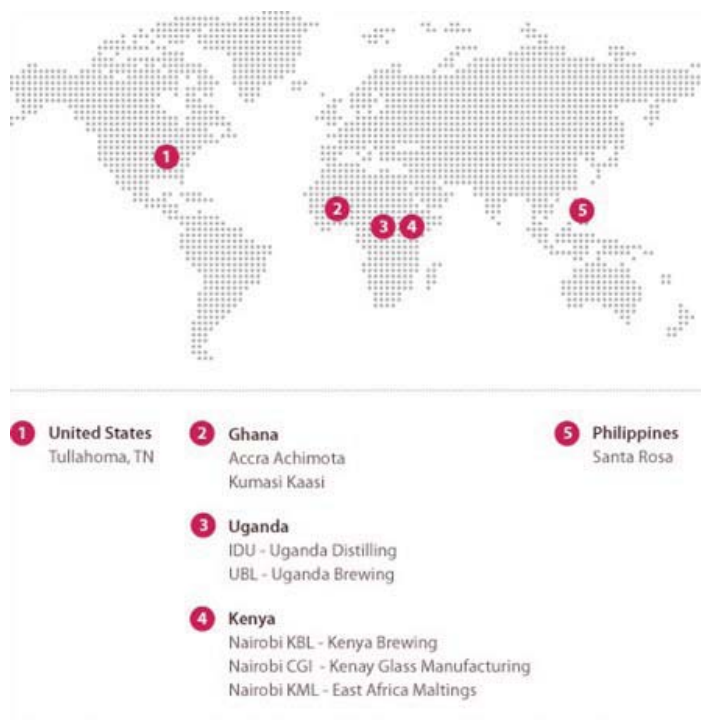 1
2
3
4
5
1 United States
Tullahoma, TN
2 Ghana
Accra Achimota
Kumasi Kaasi
3 Uganda
IDU - Uganda Distilling
UBL - Uganda Brewing
4 Kenya
Nairobi KBL - Kenya Brewing
Nairobi CGI - Kenay Glass Manufacturing
Nairobi KML - East Africa Maltings
5 Philippines
Santa Rosa